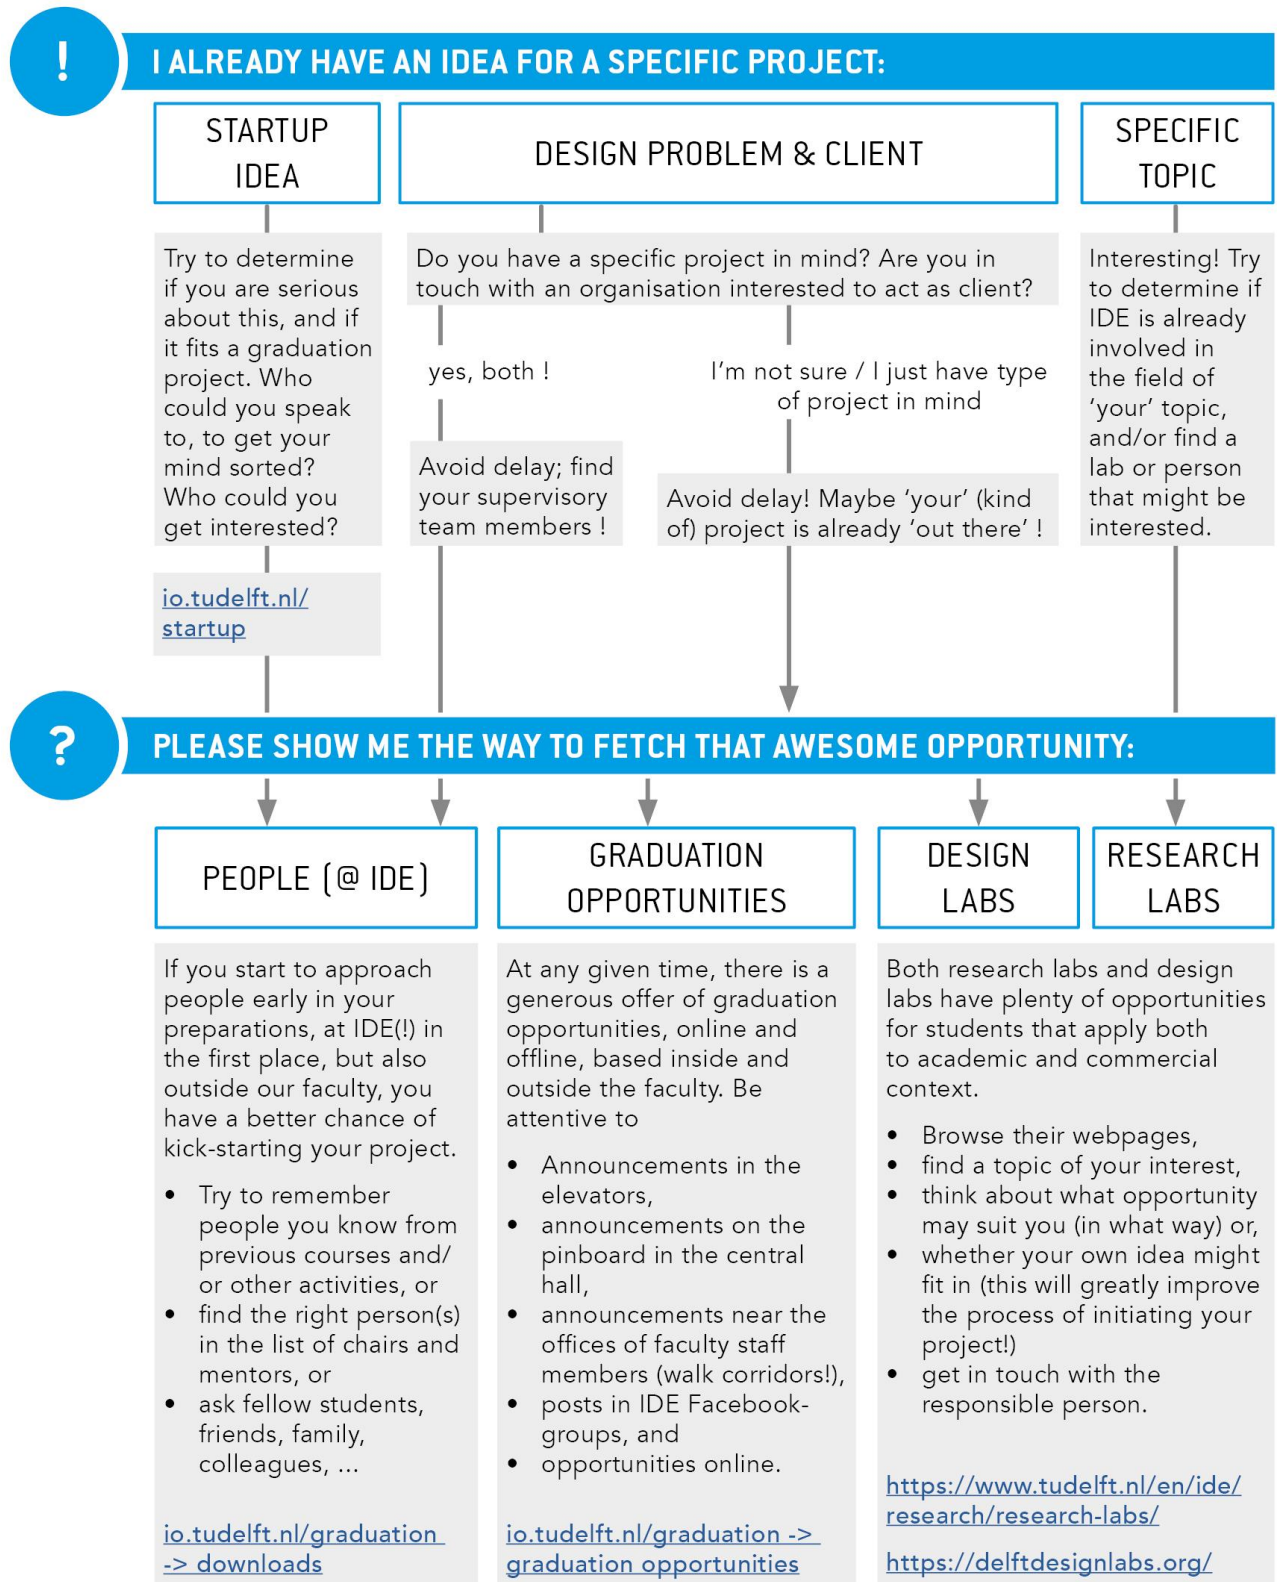 !
I ALREADY HAVE AN IDEA FOR A SPECIFIC PROJECT:
STARTUP
IDEA
Try to determine
if you are serious
about this, and if
it fits a graduation
project. Who
could you speak
to, to get your
mind sorted?
Who could you
get interested?
io.tudelft.nl/
startup
DESIGN PROBLEM & CLIENT
Do you have a specific project in mind? Are you in
touch with an organisation interested to act as client?
yes, both !
Avoid delay; find
your supervisory
team members !
I'm not sure / I just have type
of project in mind
Avoid delay! Maybe ‘your’ (kind
of) project is already ‘out there’ !
SPECIFIC
TOPIC
Interesting! Try
to determine if
IDE is already
involved in
the field of
‘your’ topic,
and/or find a
lab or person
that might be
interested.
?
PLEASE SHOW ME THE WAY TO FETCH THAT AWESOME OPPORTUNITY:
PEOPLE (@ IDE)
If you start to approach
people early in your
preparations, at IDE(!) in
the first place, but also
outside our faculty, you
have a better chance of
kick-starting your project.
• Try to remember
people you know from
previous courses and/
or other activities, or
• find the right person(s)
in the list of chairs and
mentors, or
• ask fellow students,
friends, family,
colleagues, ...
io.tudelft.nl/graduation
-> downloads
GRADUATION
OPPORTUNITIES
At any given time, there is a
generous offer of graduation
opportunities, online and
offline, based inside and
outside the faculty. Be
attentive to
• Announcements in the
elevators,
• announcements on the
pinboard in the central
hall,
• announcements near the
offices of faculty staff
members (walk corridors!),
• posts in IDE Facebook-
groups, and
• opportunities online.
io.tudelft.nl/graduation ->
graduation opportunities
DESIGN
LABS
RESEARCH
LABS
Both research labs and design
labs have plenty of opportunities
for students that apply both
to academic and commercial
context.
• Browse their webpages,
• find a topic of your interest,
• think about what opportunity
may suit you (in what way) or,
• whether your own idea might
fit in (this will greatly improve
the process of initiating your
project!)
• get in touch with the
responsible person.
https://www.tudelft.nl/en/ide/
research/research-labs/
https://delftdesignlabs.org/